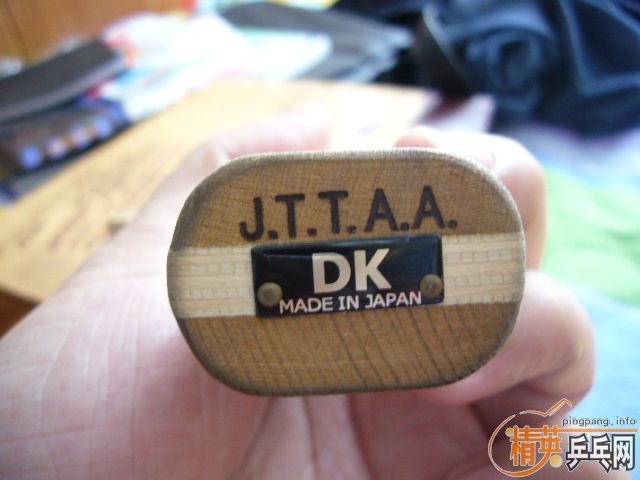 J.T.T.A.A.
DK
MADE IN JAPAN
pingpang.info
精英乒乓网